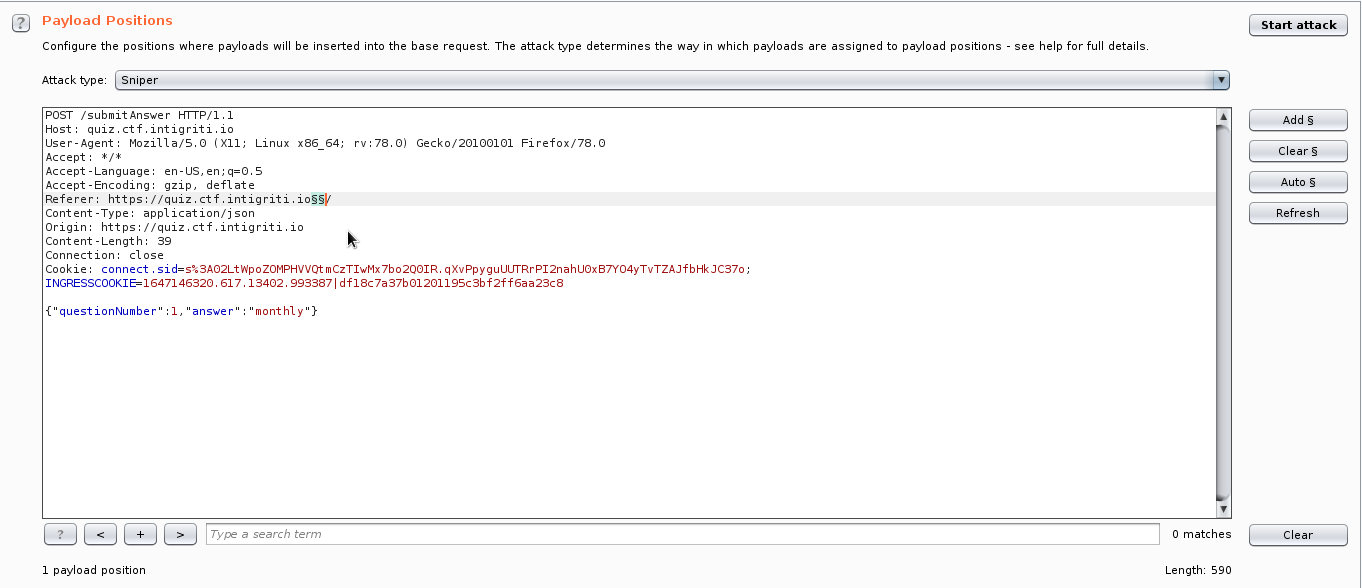 ?
Payload Positions
Start attack
Configure the positions where payloads will be inserted into the base request. The attack type determines the way in which payloads are assigned to payload positions - see help for full details.
Attack type:
Sniper
POST /submitAnswer HTTP/1.1
Host: quiz.ctf.intigriti.io
User-Agent: Mozilla/5.0 (X11; Linux x86_64; rv:78.0) Gecko/20100101 Firefox/78.0
Accept: */*
Accept-Language: en-US,en;q=0.5
Accept-Encoding: gzip, deflate
Referer: https://quiz.ctf.intigriti.io§§/
Content-Type: application/json
Origin: https://quiz.ctf.intigriti.io
Content-Length: 39
Connection: close
Cookie: connect.sid=s%3A02LtWpoZOMPHVVQtmCzTIwMx7bo2Q0IR.qXvPpyguUUTRrPI2nahU0xB7YO4yTvTZAJfbHkJC37o;
INGRESSCOOKIE=1647146320.617.13402.993387|df18c7a37b01201195c3bf2ff6aa23c8
{"questionNumber":1,"answer":"monthly"}
Add §
Clear §
Auto §
Refresh
?
<
+
>
Type a search term
0 matches
Clear
1 payload position
Length: 590